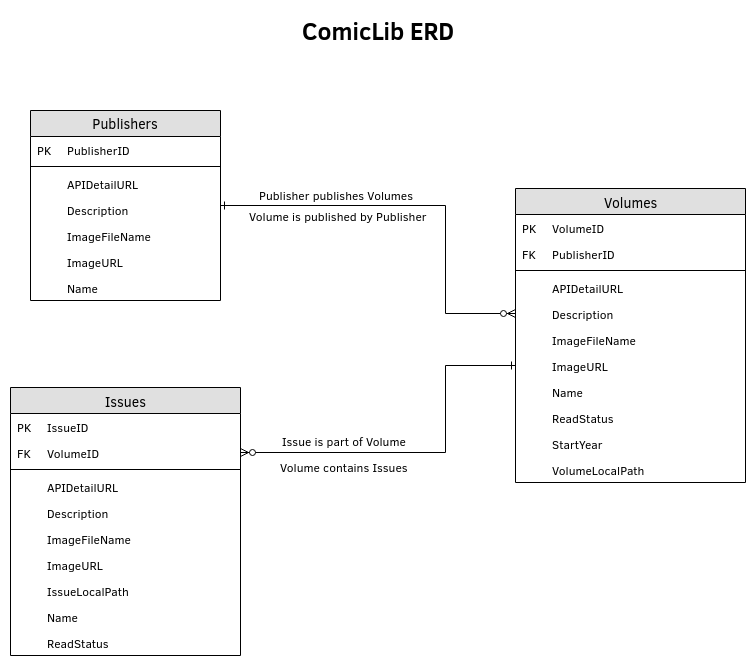 ComicLib ERD
Publishers
PK PublisherID
APIDetailURL
Description
ImageFileName
ImageURL
Name
Publisher publishes Volumes
Volume is published by Publisher
Volumes
PK VolumeID
FK PublisherID
APIDetailURL
Description
ImageFileName
ImageURL
Name
ReadStatus
StartYear
VolumeLocalPath
Issues
PK IssueID
FK VolumeID
APIDetailURL
Description
ImageFileName
ImageURL
IssueLocalPath
Name
ReadStatus
Issue is part of Volume
Volume contains Issues